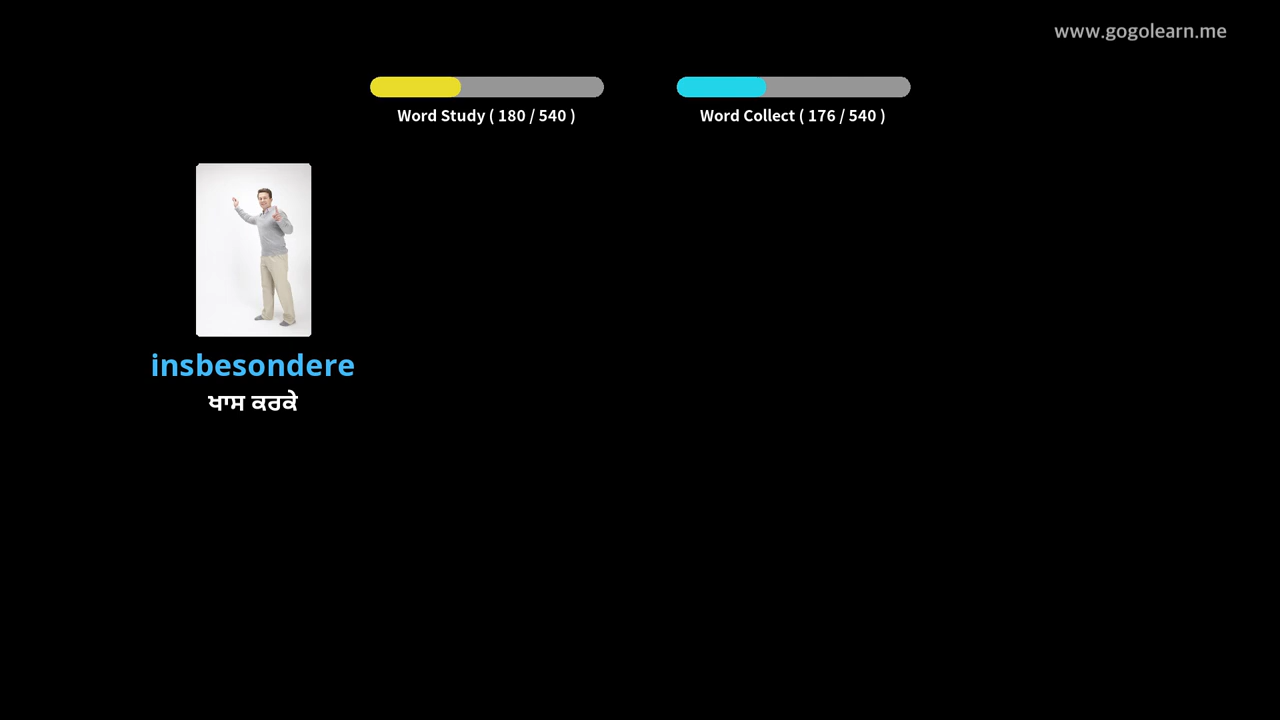 www.gogolearn.me
Word Study ( 180 / 540 )
Word Collect ( 176 / 540 )
insbesondere
ਖਾਸ ਕਰਕੇ